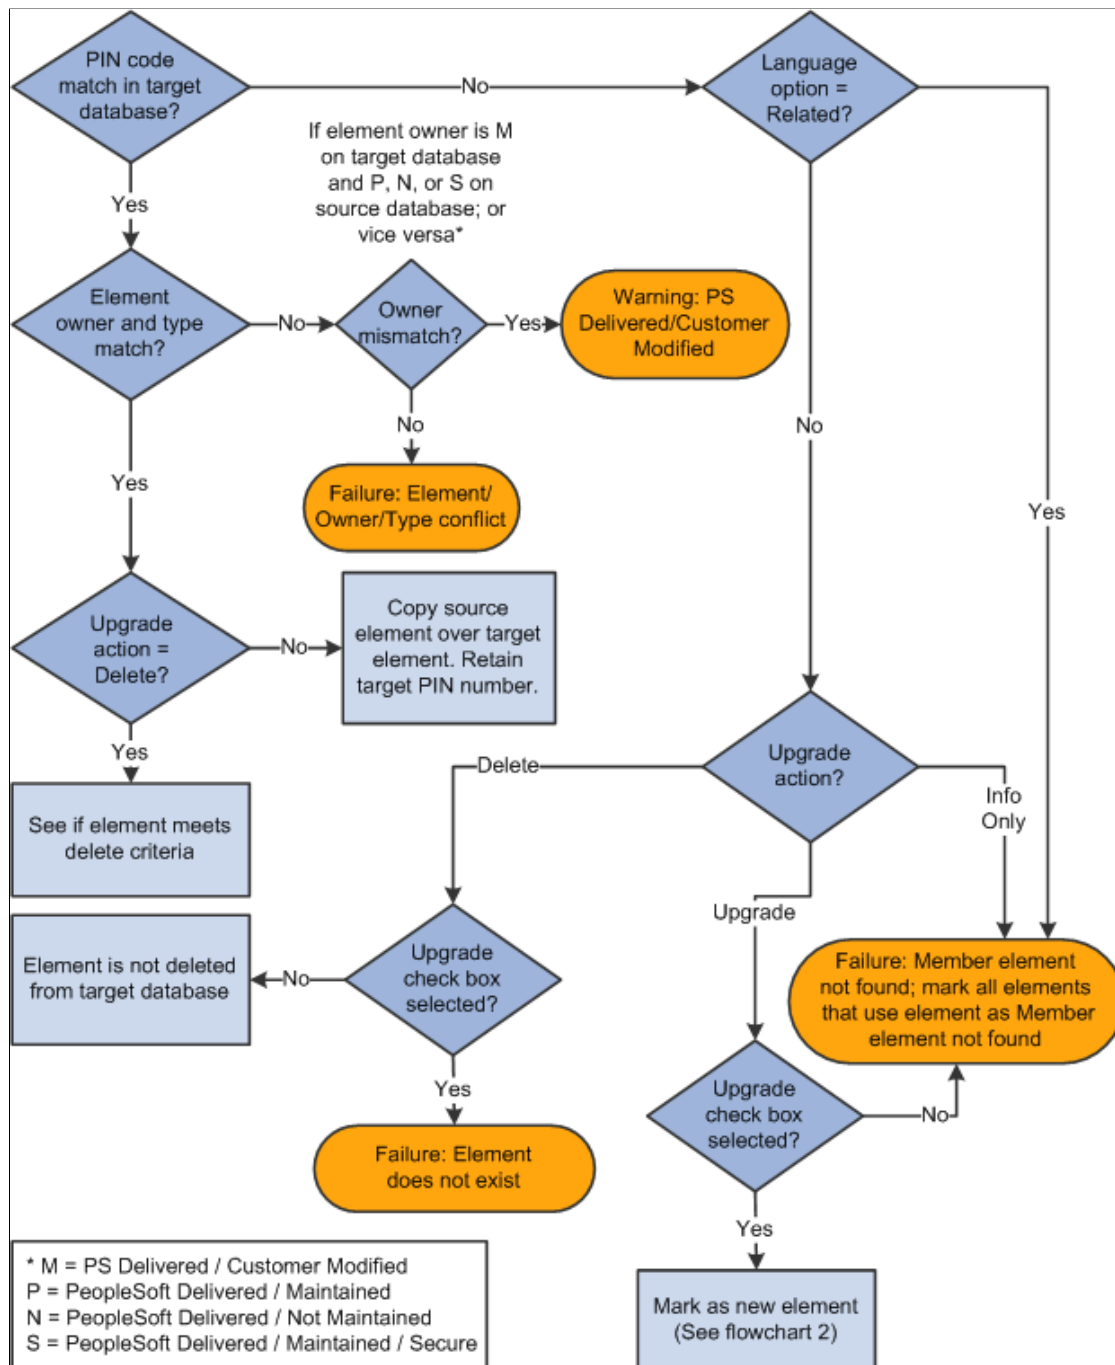 PIN code
match in target
database?
No
Language
option =
Related?
If element owner is M
on target database
and P, N, or S on
source database; or
vice versa*
Yes
Element
owner and type
match?
No
Owner
mismatch?
Yes
Warning: PS
Delivered/Customer
Modified
No
No
Yes
Failure: Element/
Owner/Type conflict
Yes
Upgrade
action =
Delete?
No
Copy source
element over target
element. Retain
target PIN number.
Yes
Delete
Upgrade
action?
Info
Only
See if element meets
delete criteria
Upgrade
Element is not deleted
from target database
No
Upgrade
check box
selected?
Failure: Member element
not found; mark all elements
that use element as Member
element not found
Yes
Upgrade
check box
selected?
No
Failure: Element
does not exist
Yes
* M = PS Delivered / Customer Modified
P = PeopleSoft Delivered / Maintained
N = PeopleSoft Delivered / Not Maintained
S = PeopleSoft Delivered / Maintained / Secure
Mark as new element
(See flowchart 2)